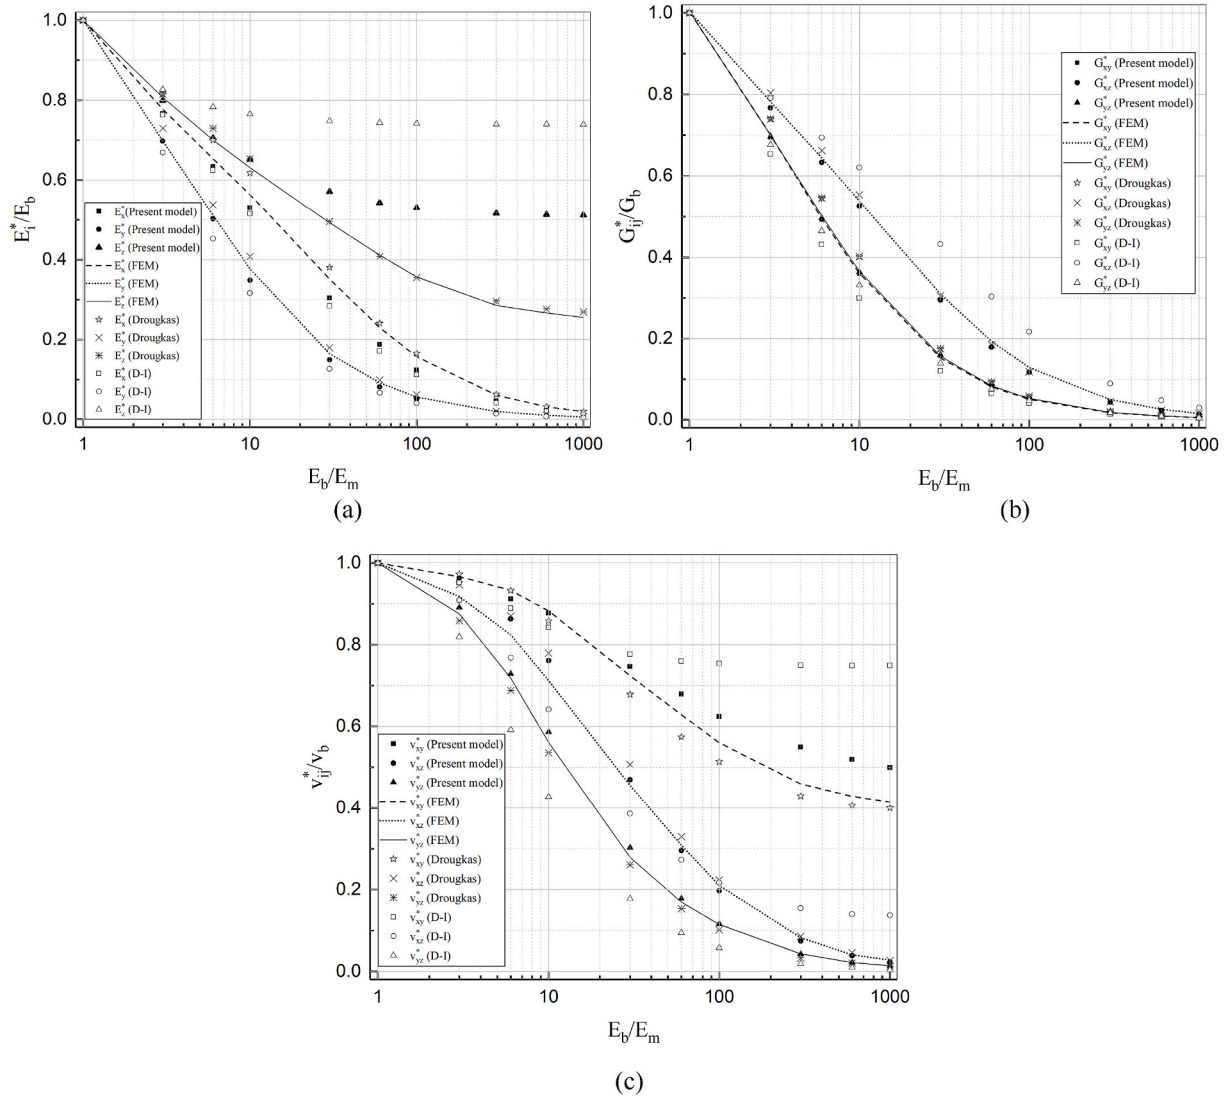 E*i/Eb
1.0
0.8
0.6
0.4
0.2
0.0
E*x (Present model)
E*y (Present model)
E*z (Present model)
E*x (FEM)
E*y (FEM)
E*z (FEM)
E*x (Drougkas)
E*y (Drougkas)
E*z (Drougkas)
E*x (D-I)
E*y (D-I)
E*z (D-I)
1 10 100 1000
Eb/Em
(a)
G*ij/Gb
1.0
0.8
0.6
0.4
0.2
0.0
G*xy (Present model)
G*xz (Present model)
G*yz (Present model)
G*xy (FEM)
G*xz (FEM)
G*yz (FEM)
G*xy (Drougkas)
G*xz (Drougkas)
G*yz (Drougkas)
G*xy (D-I)
G*xz (D-I)
G*yz (D-I)
1 10 100 1000
Eb/Em
(b)
v*ij/vb
1.0
0.8
0.6
0.4
0.2
0.0
v*xy (Present model)
v*xz (Present model)
v*yz (Present model)
v*xy (FEM)
v*xz (FEM)
v*yz (FEM)
v*xy (Drougkas)
v*xz (Drougkas)
v*yz (Drougkas)
v*xy (D-I)
v*xz (D-I)
v*yz (D-I)
1 10 100 1000
Eb/Em
(c)